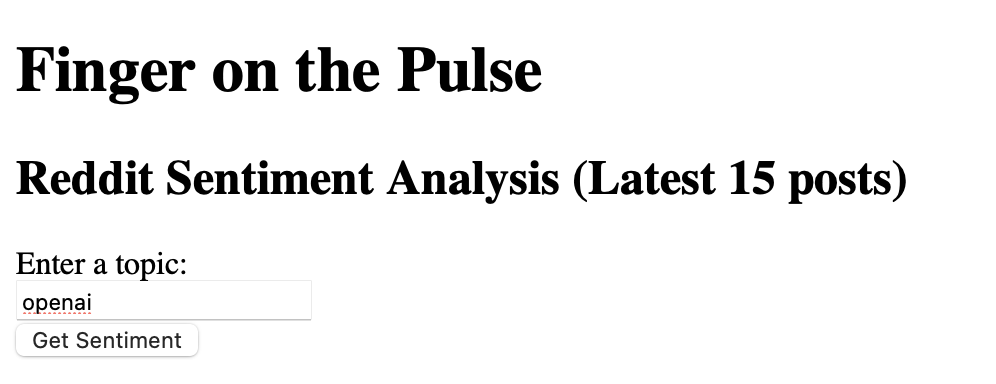 Finger on the Pulse
Reddit Sentiment Analysis (Latest 15 posts)
Enter a topic:
openai
Get Sentiment